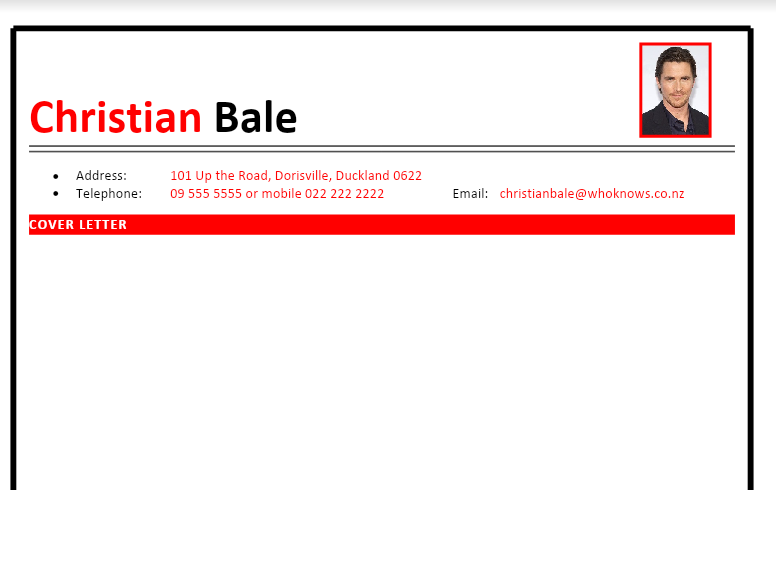 Christian Bale
• Address: 101 Up the Road, Dorisville, Duckland 0622
• Telephone: 09 555 5555 or mobile 022 222 2222 Email: christianbale@whoknows.co.nz
COVER LETTER